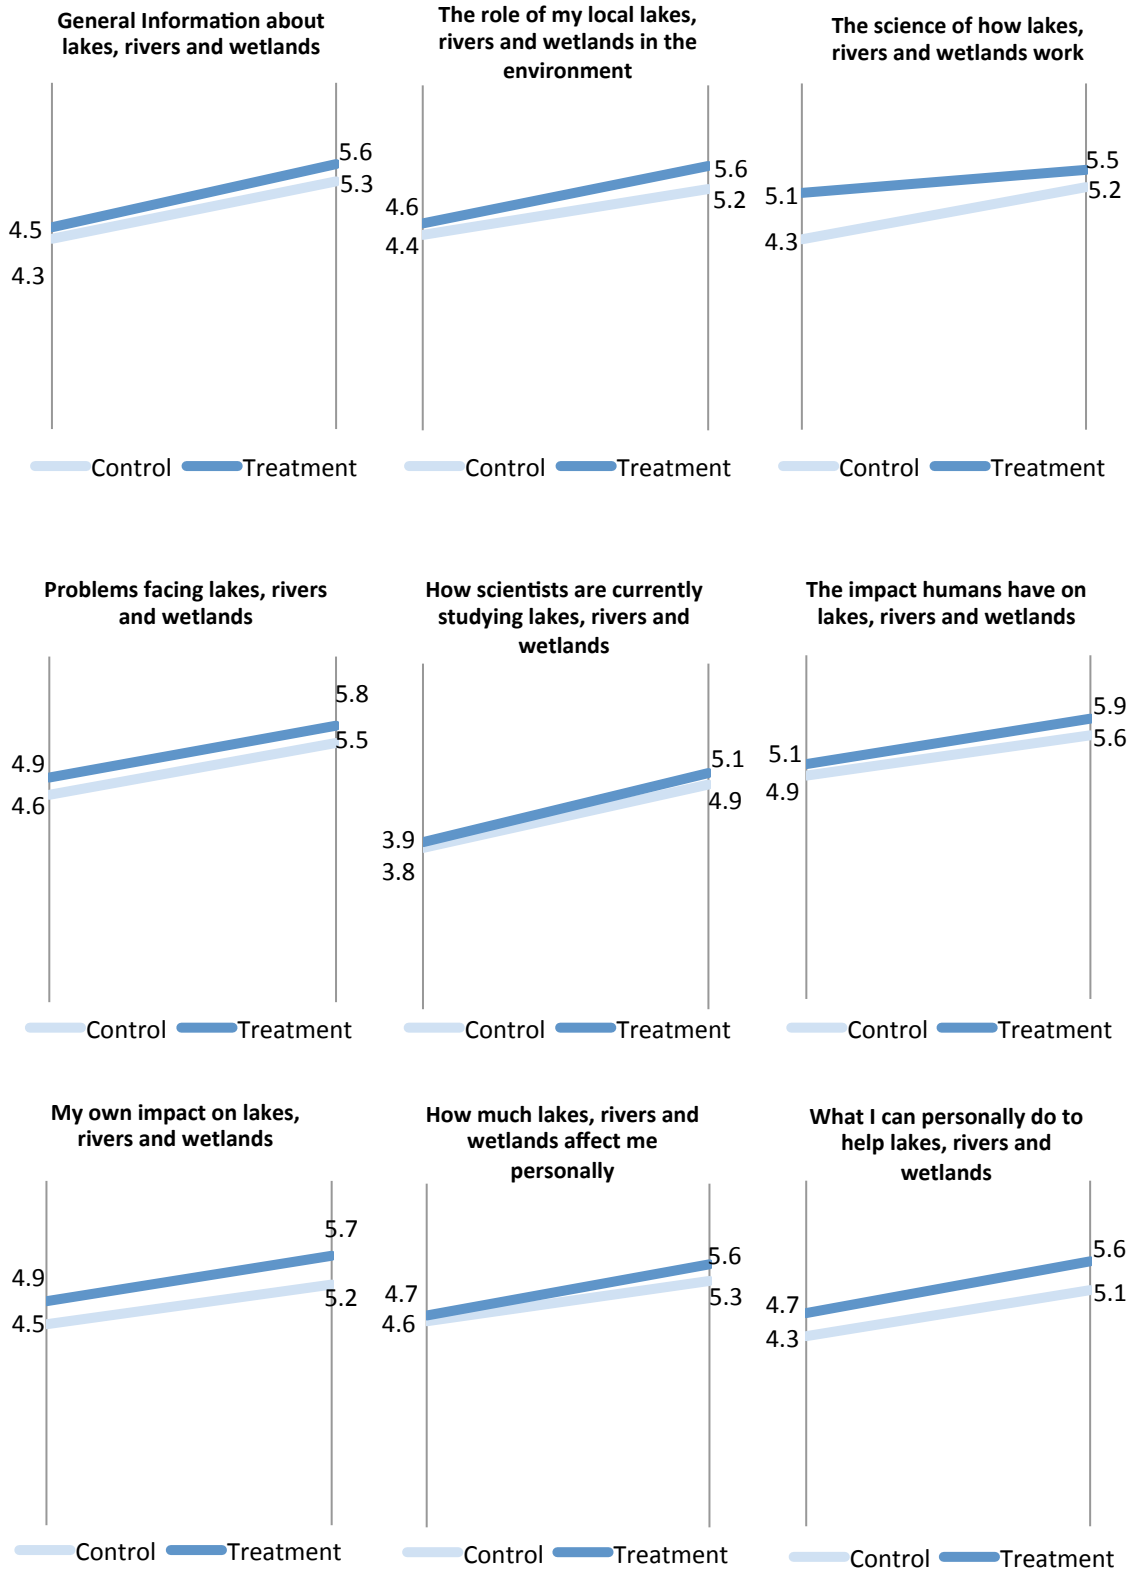 General Information about
lakes, rivers and wetlands
4.5
4.3
5.6
5.3
Control Treatment
The role of my local lakes,
rivers and wetlands in the
environment
4.6
4.4
5.6
5.2
Control Treatment
The science of how lakes,
rivers and wetlands work
5.1
4.3
5.5
5.2
Control Treatment
Problems facing lakes, rivers
and wetlands
4.9
4.6
5.8
5.5
Control Treatment
How scientists are currently
studying lakes, rivers and
wetlands
3.9
3.8
5.1
4.9
Control Treatment
The impact humans have on
lakes, rivers and wetlands
5.1
4.9
5.9
5.6
Control Treatment
My own impact on lakes,
rivers and wetlands
4.9
4.5
5.7
5.2
Control Treatment
How much lakes, rivers and
wetlands affect me
personally
4.7
4.6
5.6
5.3
Control Treatment
What I can personally do to
help lakes, rivers and
wetlands
4.7
4.3
5.6
5.1
Control Treatment